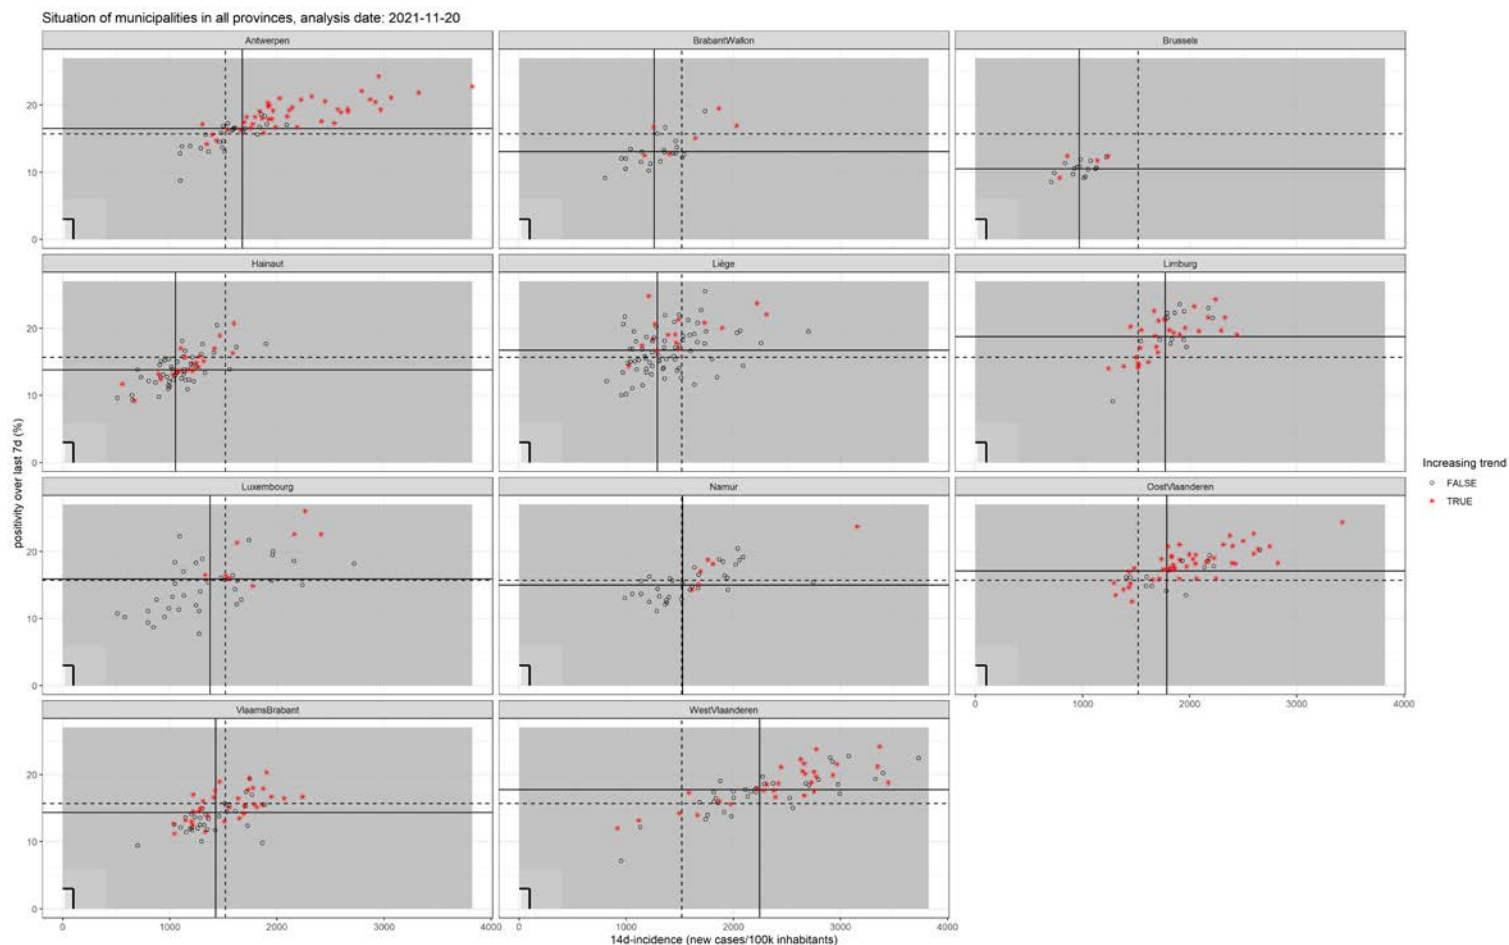 Situation of municipalities in all provinces, analysis date: 2021-11-20
Antwerpen
BrabantWallon
Brussels
20
10
0
Hainaut
Liège
Limburg
20
10
0
Luxembourg
Namur
OostVlaanderen
20
10
0
0
1000
2000
3000
4000
VlaamsBrabant
WestVlaanderen
20
10
0
0
1000
2000
3000
4000
0
1000
2000
3000
4000
positivity over last 7d (%)
14d-incidence (new cases/100k inhabitants)
Increasing trend
FALSE
TRUE